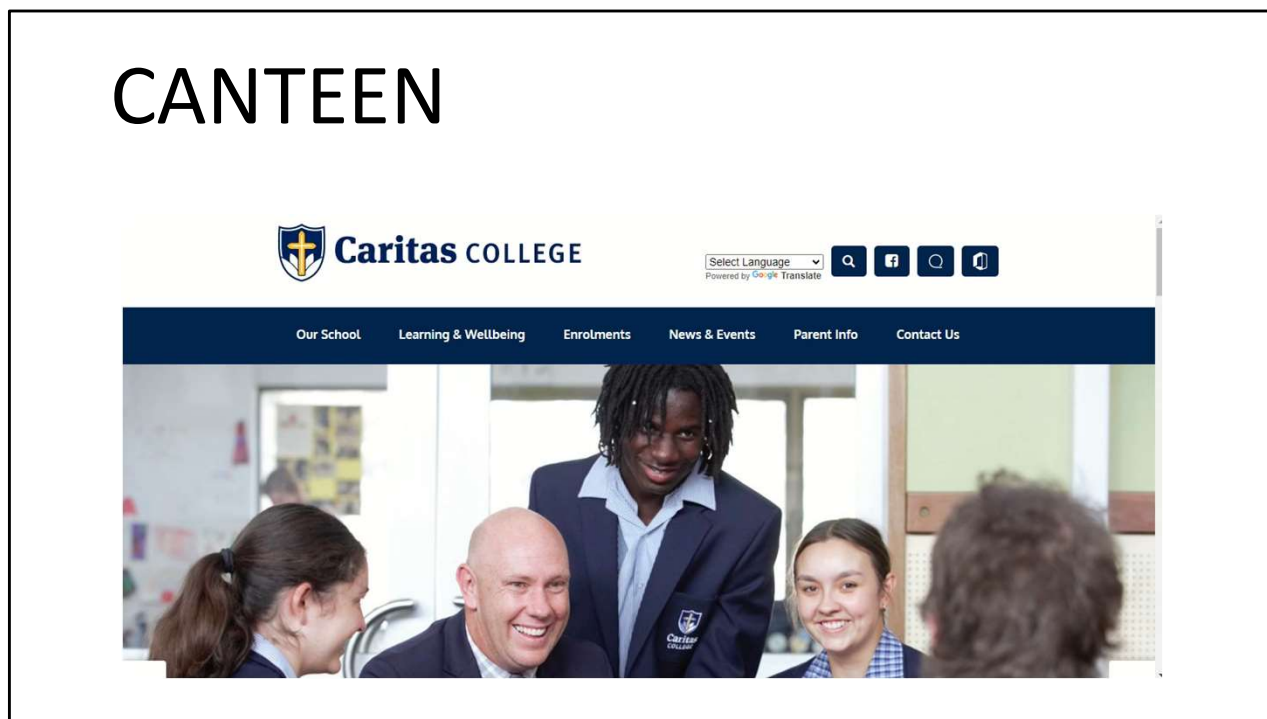 CANTEEN
Caritas COLLEGE
Select Language
Powered by Google Translate
Our School Learning & Wellbeing Enrolments News & Events Parent Info Contact Us
Caritas
COLLEGE